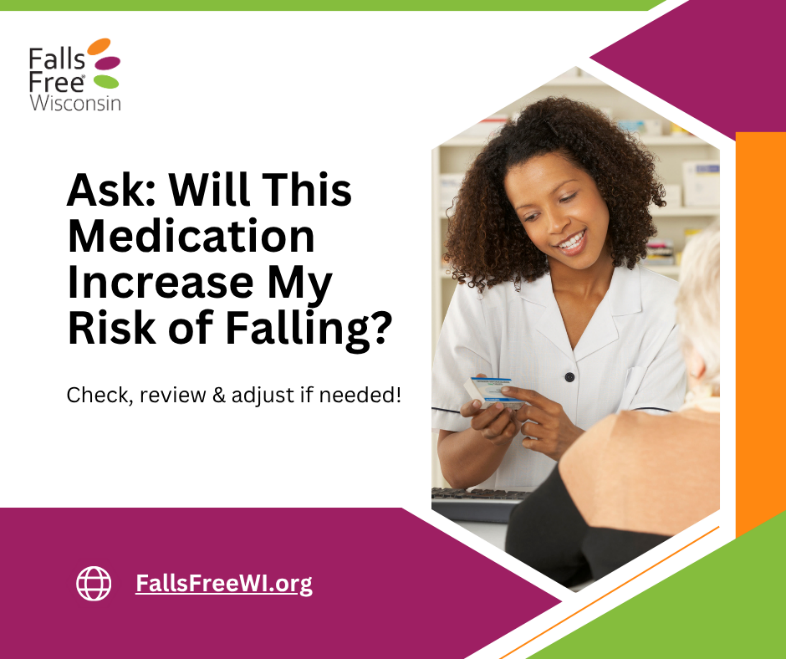 Falls
Free®
Wisconsin
Ask: Will This
Medication
Increase My
Risk of Falling?
Check, review & adjust if needed!
FallsFreeWI.org